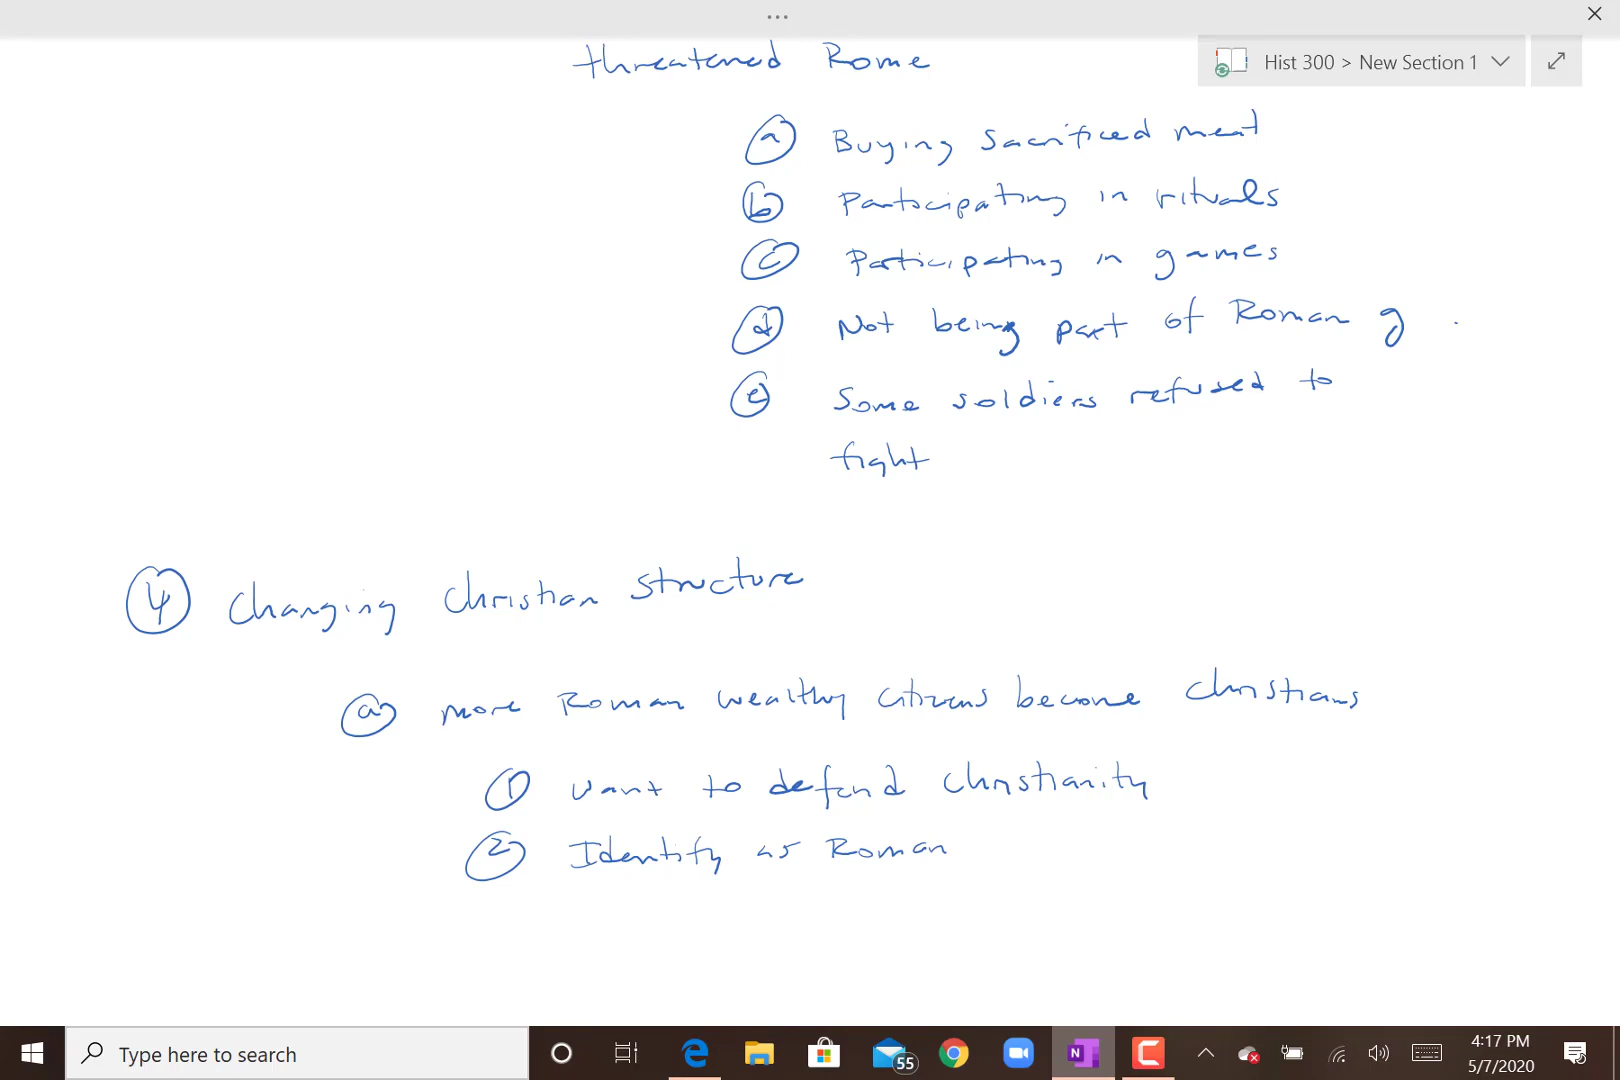 threatened Rome
Hist 300 > New Section 1
a Buying sacrificed meat
b Participating in rituals
c Participating in games
d Not being part of Roman g
e Some soldiers refused to
fight
4 Changing Christian structure
a more Roman wealthy citizens become Christians
1 want to defend Christianity
2 Identify as Roman
Type here to search
55
N
4:17 PM
5/7/2020